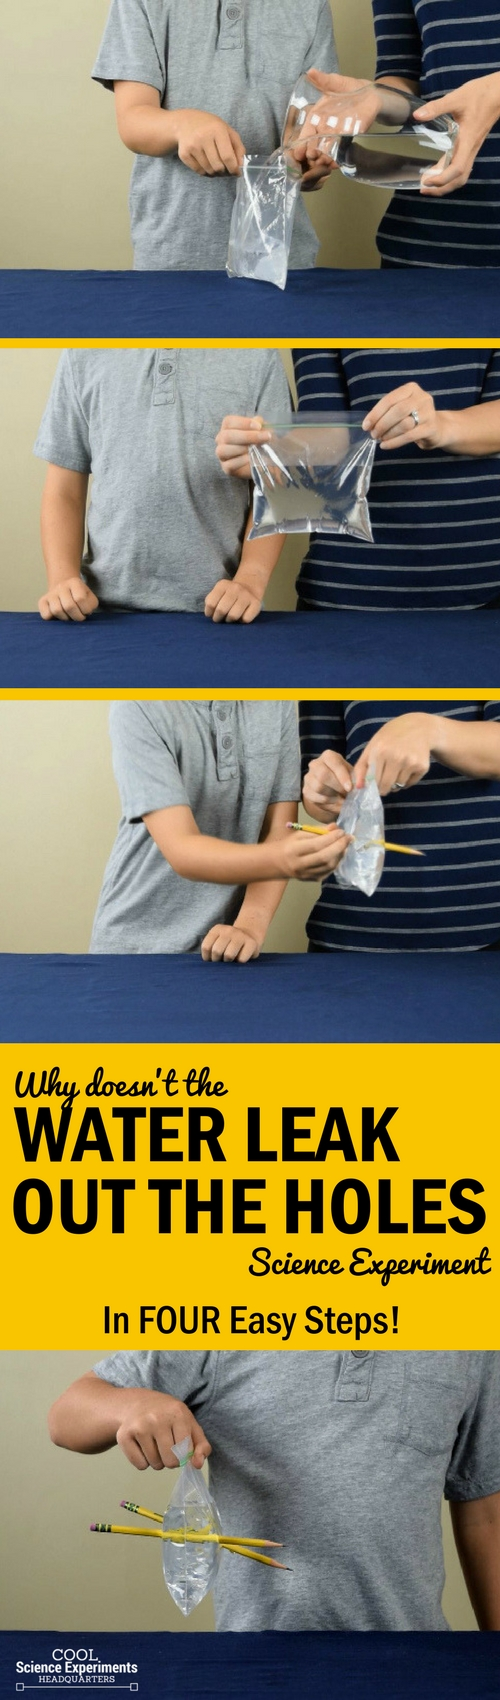 Why doesn't the
WATER LEAK
OUT THE HOLES
Science Experiment
In FOUR Easy Steps!
COOL
Science Experiments
HEADQUARTERS